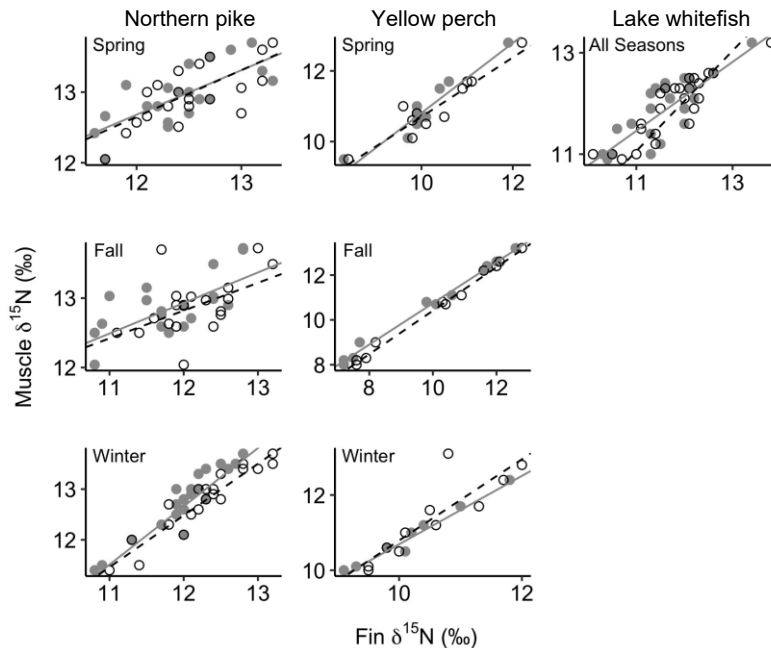 Northern pike Yellow perch Lake whitefish
Spring Spring All Seasons
13
12
12 13
12
10
10 12
13
11
11 13
Fall Fall
13
12
11 12 13
12
10
8
8 10 12
Winter Winter
13
12
11 12 13
12
10
10 12
Muscle δ¹⁵N (‰)
Fin δ¹⁵N (‰)